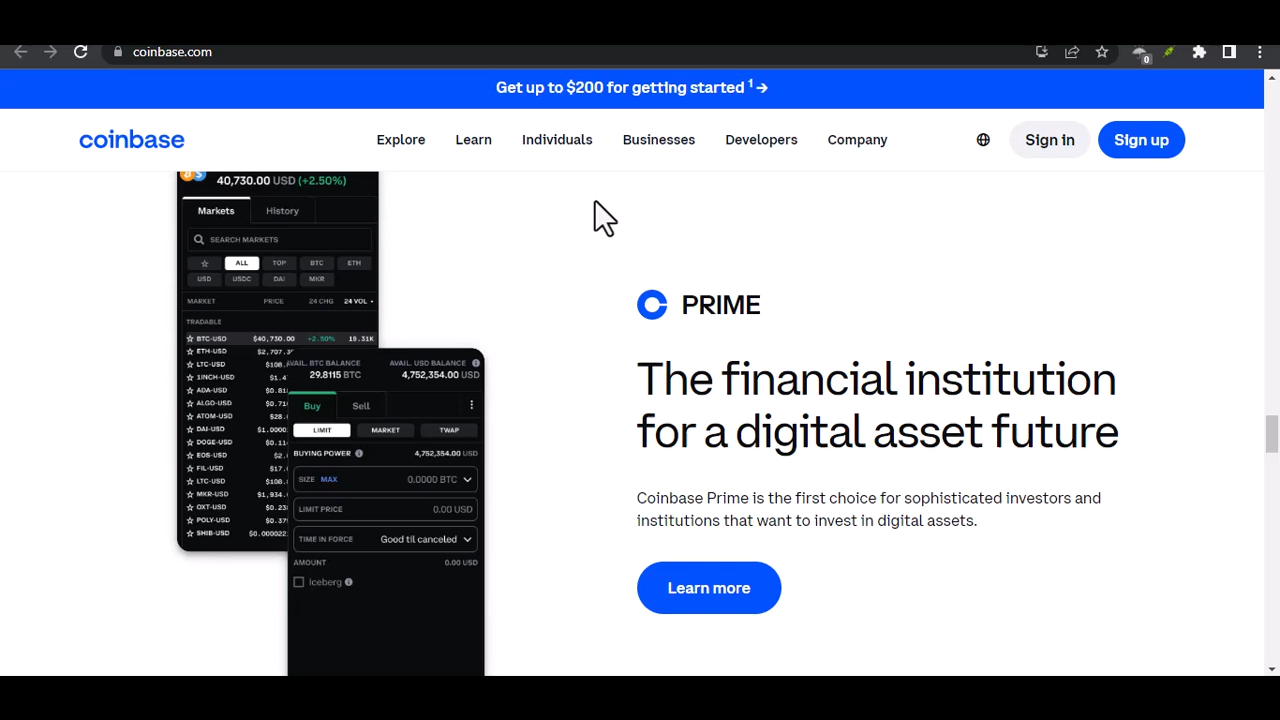 coinbase.com
0
Get up to $200 for getting started 1 →
coinbase
Explore
Learn
Individuals
Businesses
Developers
Company
Sign in
Sign up
40,730.00 USD (+2.50%)
Markets
History
SEARCH MARKETS
ALL
TOP
BTC
ETH
USD
USDC
DAI
MKR
MARKET
PRICE
24 CHG
24 VOL
TRADABLE
BTC-USD $40,730.00 +2.50% 19.31K
ETH-USD
LTC-USD
1INCH-USD
ADA-USD
ALGO-USD
ATOM-USD
DAI-USD
DOGE-USD
EOS-USD
FIL-USD
LTC-USD
MKR-USD
OXT-USD
POLY-USD
SHIB-USD
BTC BALANCE
29.8115 BTC
AVAIL. USD BALANCE
4,752,354.00 USD
Buy
Sell
LIMIT
MARKET
TWAP
BUYING POWER
4,752,354.00 USD
SIZE MAX
0.0000 BTC
LIMIT PRICE
0.00 USD
TIME IN FORCE
Good til canceled
AMOUNT
0.00 USD
Iceberg
PRIME
The financial institution
for a digital asset future
Coinbase Prime is the first choice for sophisticated investors and
institutions that want to invest in digital assets.
Learn more